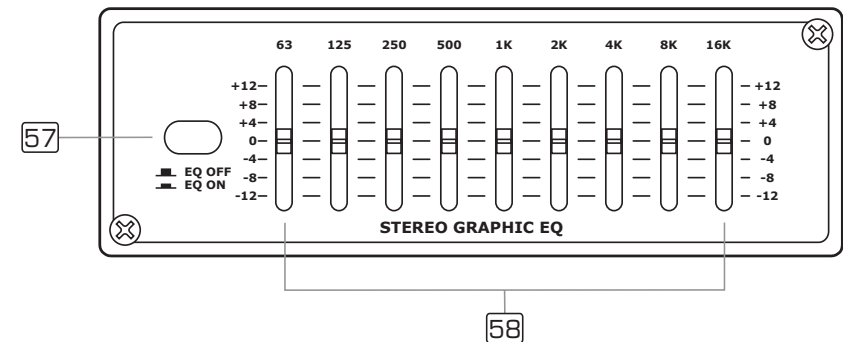 63 125 250 500 1K 2K 4K 8K 16K
+12 +12
+8 +8
+4 +4
57
0 0
-4 -4
EQ OFF
-8 -8
EQ ON
-12 -12
STEREO GRAPHIC EQ
58